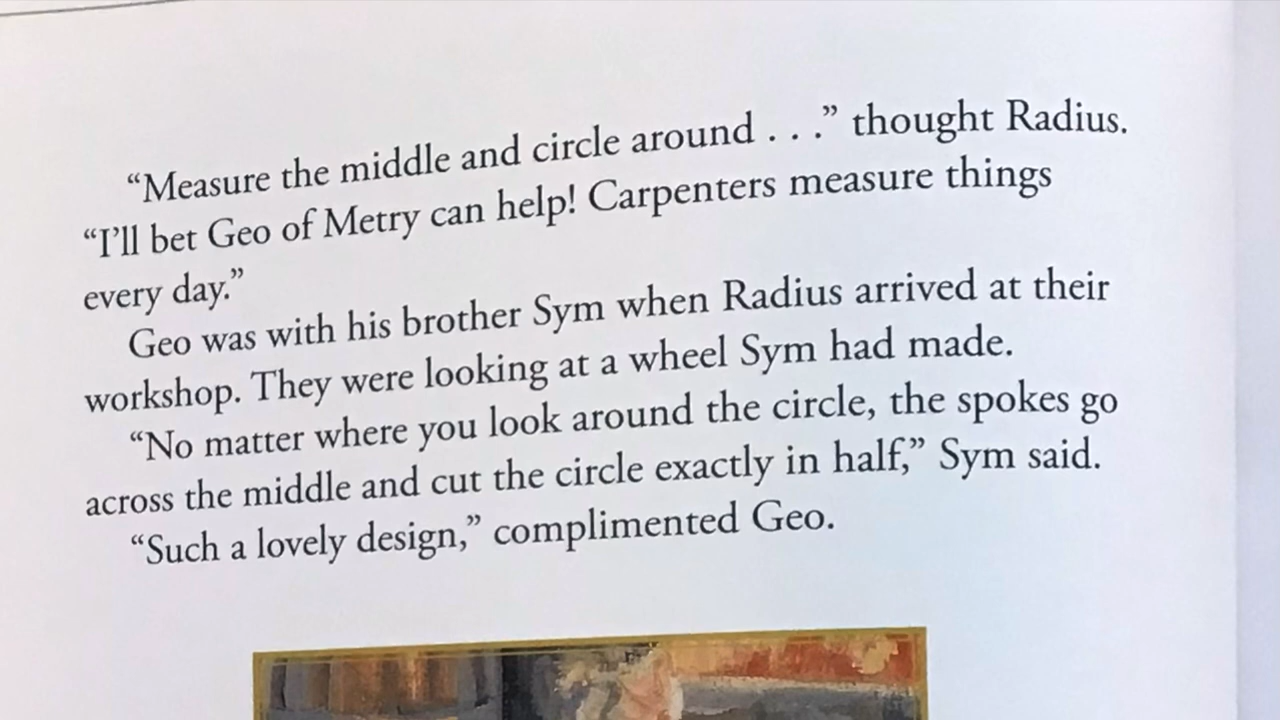 “Measure the middle and circle around . . .” thought Radius.
“I’ll bet Geo of Metry can help! Carpenters measure things
every day.”
Geo was with his brother Sym when Radius arrived at their
workshop. They were looking at a wheel Sym had made.
“No matter where you look around the circle, the spokes go
across the middle and cut the circle exactly in half,” Sym said.
“Such a lovely design,” complimented Geo.